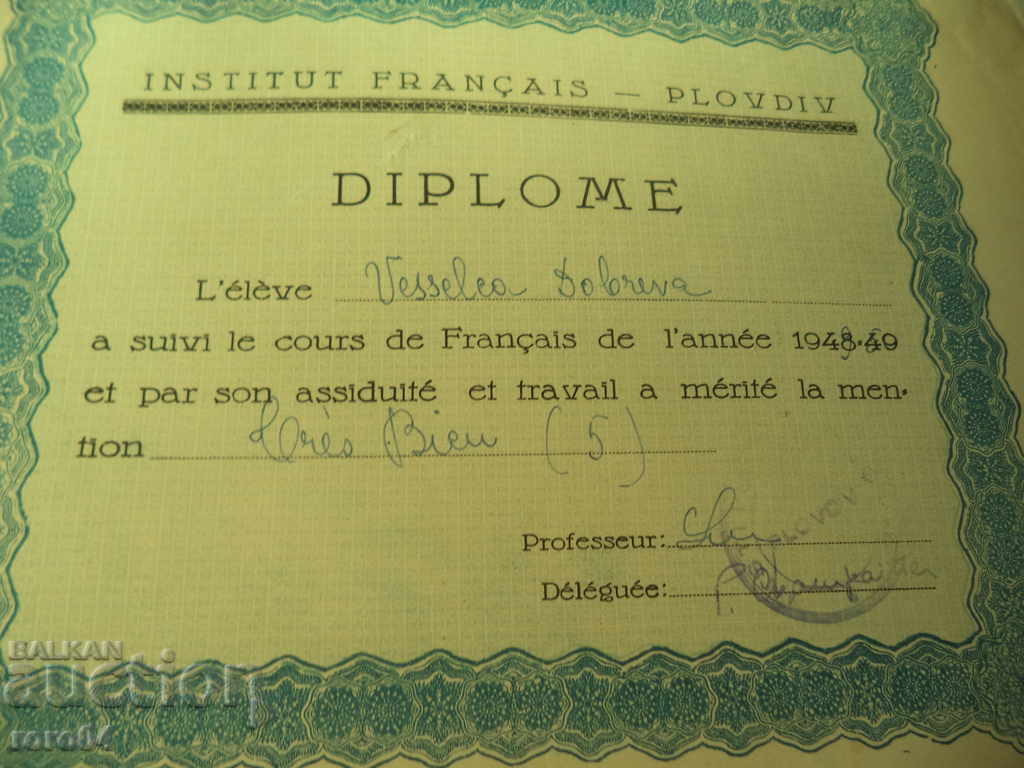 INSTITUT FRANÇAIS — PLOVDIV
DIPLOME
L'élève Vesselca Dobreva
a suivi le cours de Français de l'année 1948-49
et par son assiduité et travail a mérité la men-
tion Très Bien (5)
Professeur:
Déléguée:
BALKAN
auction
roro84